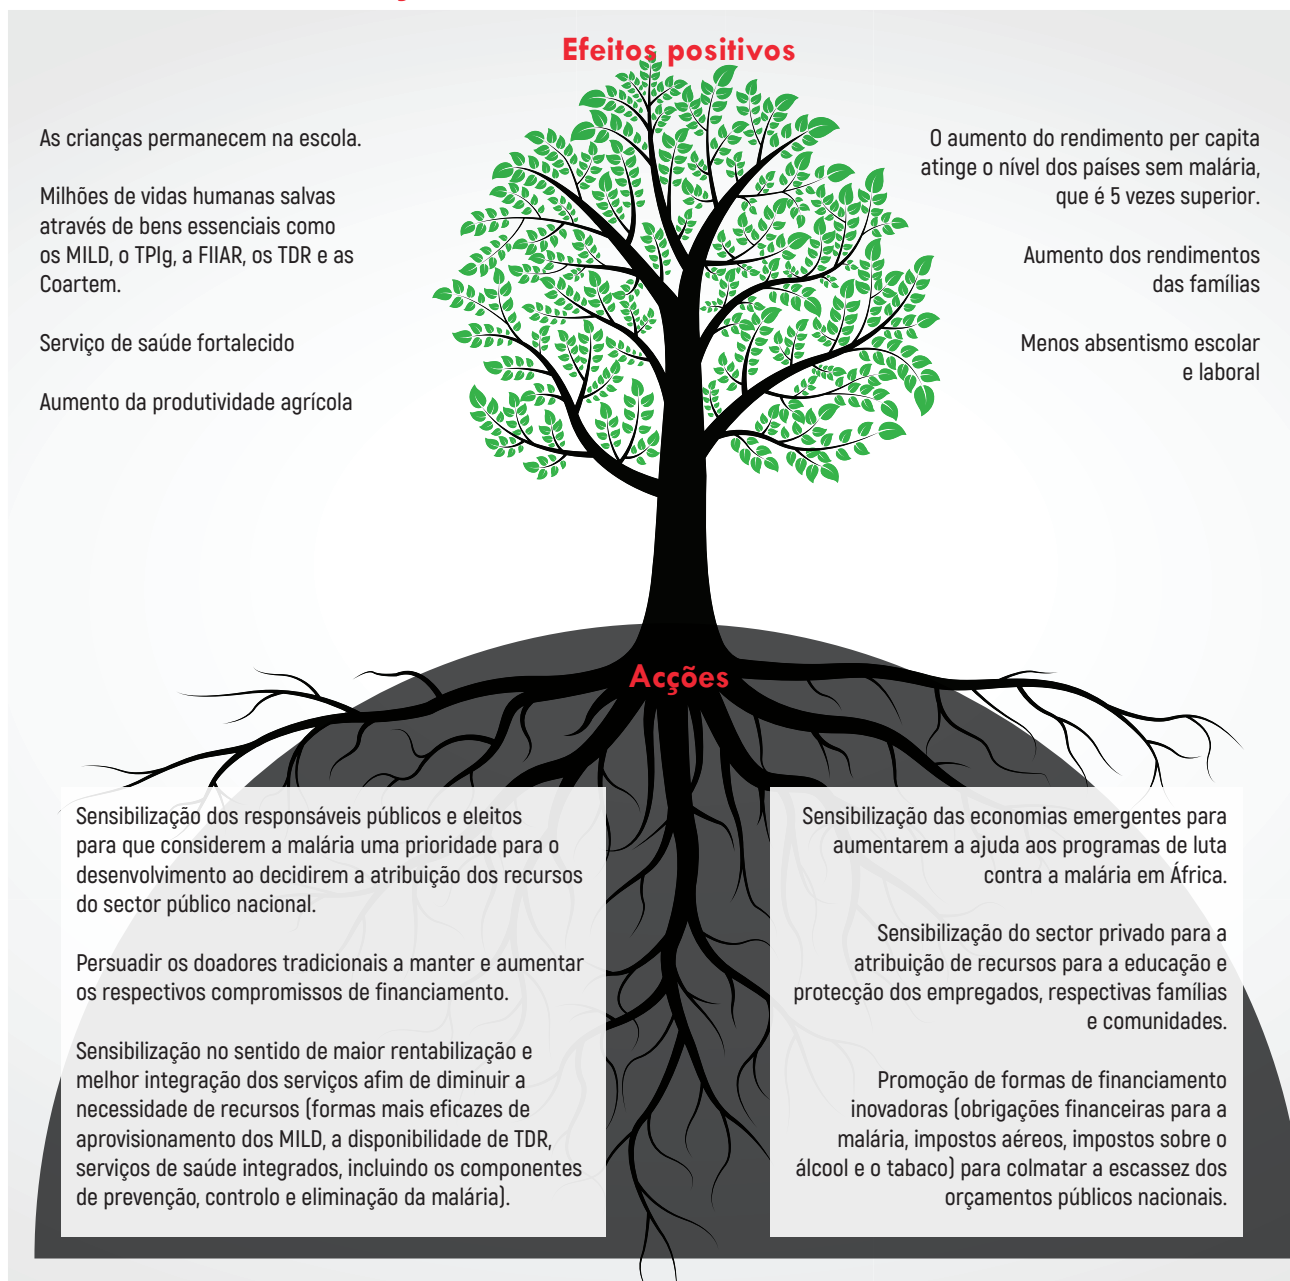 Efeitos positivos
As crianças permanecem na escola.
Milhões de vidas humanas salvas
através de bens essenciais como
os MILD, o TPIg, a FIIAR, os TDR e as
Coartem.
Serviço de saúde fortalecido
Aumento da produtividade agrícola
O aumento do rendimento per capita
atinge o nível dos países sem malária,
que é 5 vezes superior.
Aumento dos rendimentos
das famílias
Menos absentismo escolar
e laboral
Acções
Sensibilização dos responsáveis públicos e eleitos
para que considerem a malária uma prioridade para o
desenvolvimento ao decidirem a atribuição dos recursos
do sector público nacional.
Persuadir os doadores tradicionais a manter e aumentar
os respectivos compromissos de financiamento.
Sensibilização no sentido de maior rentabilização e
melhor integração dos serviços afim de diminuir a
necessidade de recursos (formas mais eficazes de
aprovisionamento dos MILD, a disponibilidade de TDR,
serviços de saúde integrados, incluindo os componentes
de prevenção, controlo e eliminação da malária).
Sensibilização das economias emergentes para
aumentarem a ajuda aos programas de luta
contra a malária em África.
Sensibilização do sector privado para a
atribuição de recursos para a educação e
protecção dos empregados, respectivas famílias
e comunidades.
Promoção de formas de financiamento
inovadoras (obrigações financeiras para a
malária, impostos aéreos, impostos sobre o
álcool e o tabaco) para colmatar a escassez dos
orçamentos públicos nacionais.